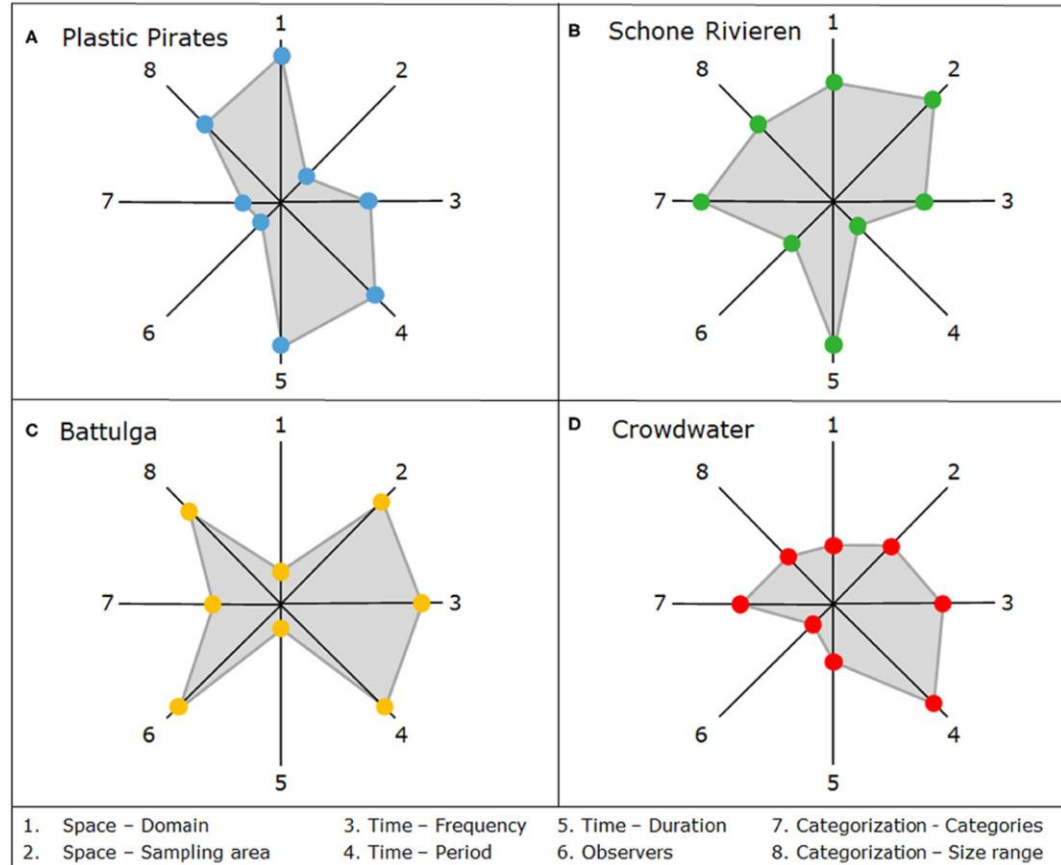 A Plastic Pirates
1
2
3
4
5
6
7
8
B Schone Rivieren
1
2
3
4
5
6
7
8
C Battulga
1
2
3
4
5
6
7
8
D Crowdwater
1
2
3
4
5
6
7
8
1. Space – Domain
2. Space – Sampling area
3. Time – Frequency
4. Time – Period
5. Time – Duration
6. Observers
7. Categorization - Categories
8. Categorization – Size range